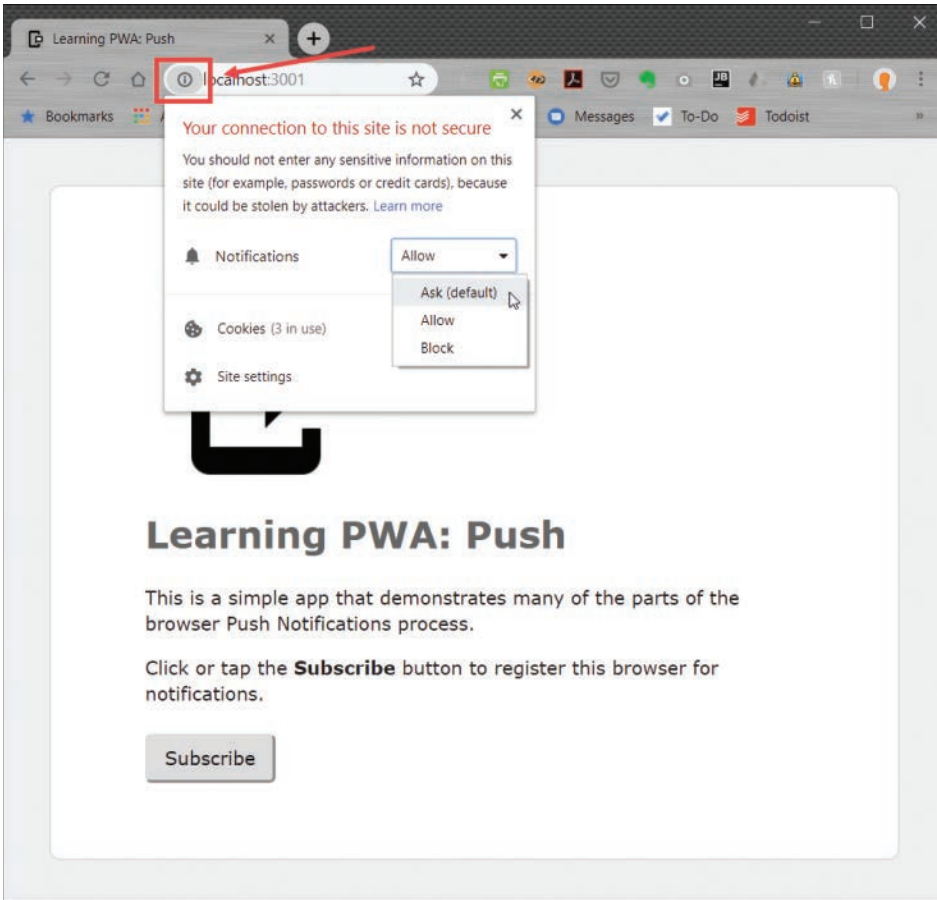 Learning PWA: Push
localhost:3001
Bookmarks
Messages
To-Do
Todoist
Your connection to this site is not secure
You should not enter any sensitive information on this
site (for example, passwords or credit cards), because
it could be stolen by attackers. Learn more
Notifications
Allow
Ask (default)
Allow
Block
Cookies (3 in use)
Site settings
Learning PWA: Push
This is a simple app that demonstrates many of the parts of the
browser Push Notifications process.
Click or tap the Subscribe button to register this browser for
notifications.
Subscribe